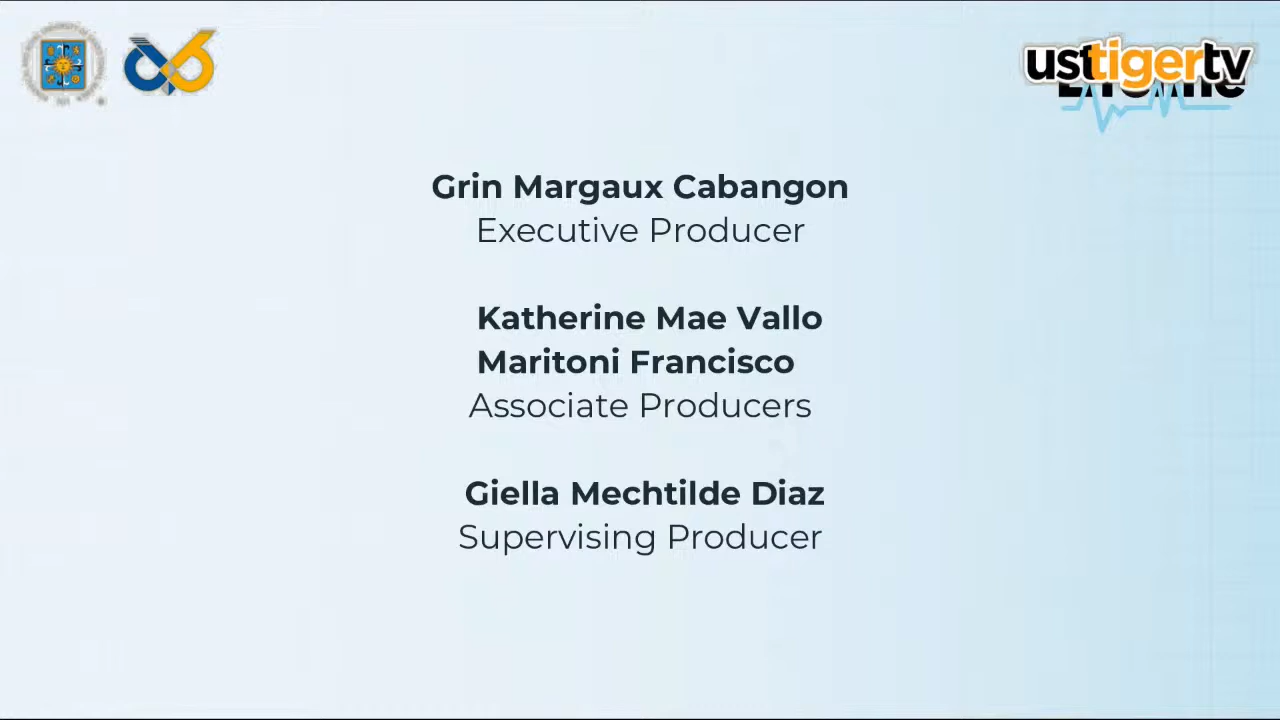 usttigertv
Grin Margaux Cabangon
Executive Producer
Katherine Mae Vallo
Maritoni Francisco
Associate Producers
Giella Mechtilde Diaz
Supervising Producer